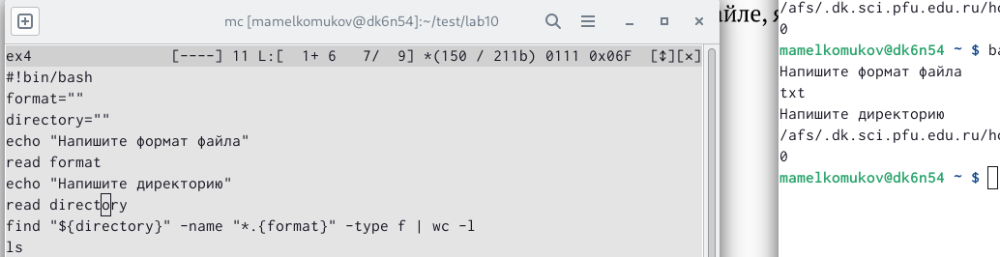 mc [mamelkomukov@dk6n54]:~/test/lab10
ex4 [----] 11 L:[ 1+ 6 7/ 9] *(150 / 211b) 0111 0x06F [↕][×]
#!bin/bash
format=""
directory=""
echo "Напишите формат файла"
read format
echo "Напишите директорию"
read directory
find "${directory}" -name "*.{format}" -type f | wc -l
ls
айле, я
/afs/.dk.sci.pfu.edu.ru/ho
0
mamelkomukov@dk6n54 ~ $ ba
Напишите формат файла
txt
Напишите директорию
/afs/.dk.sci.pfu.edu.ru/ho
0
mamelkomukov@dk6n54 ~ $